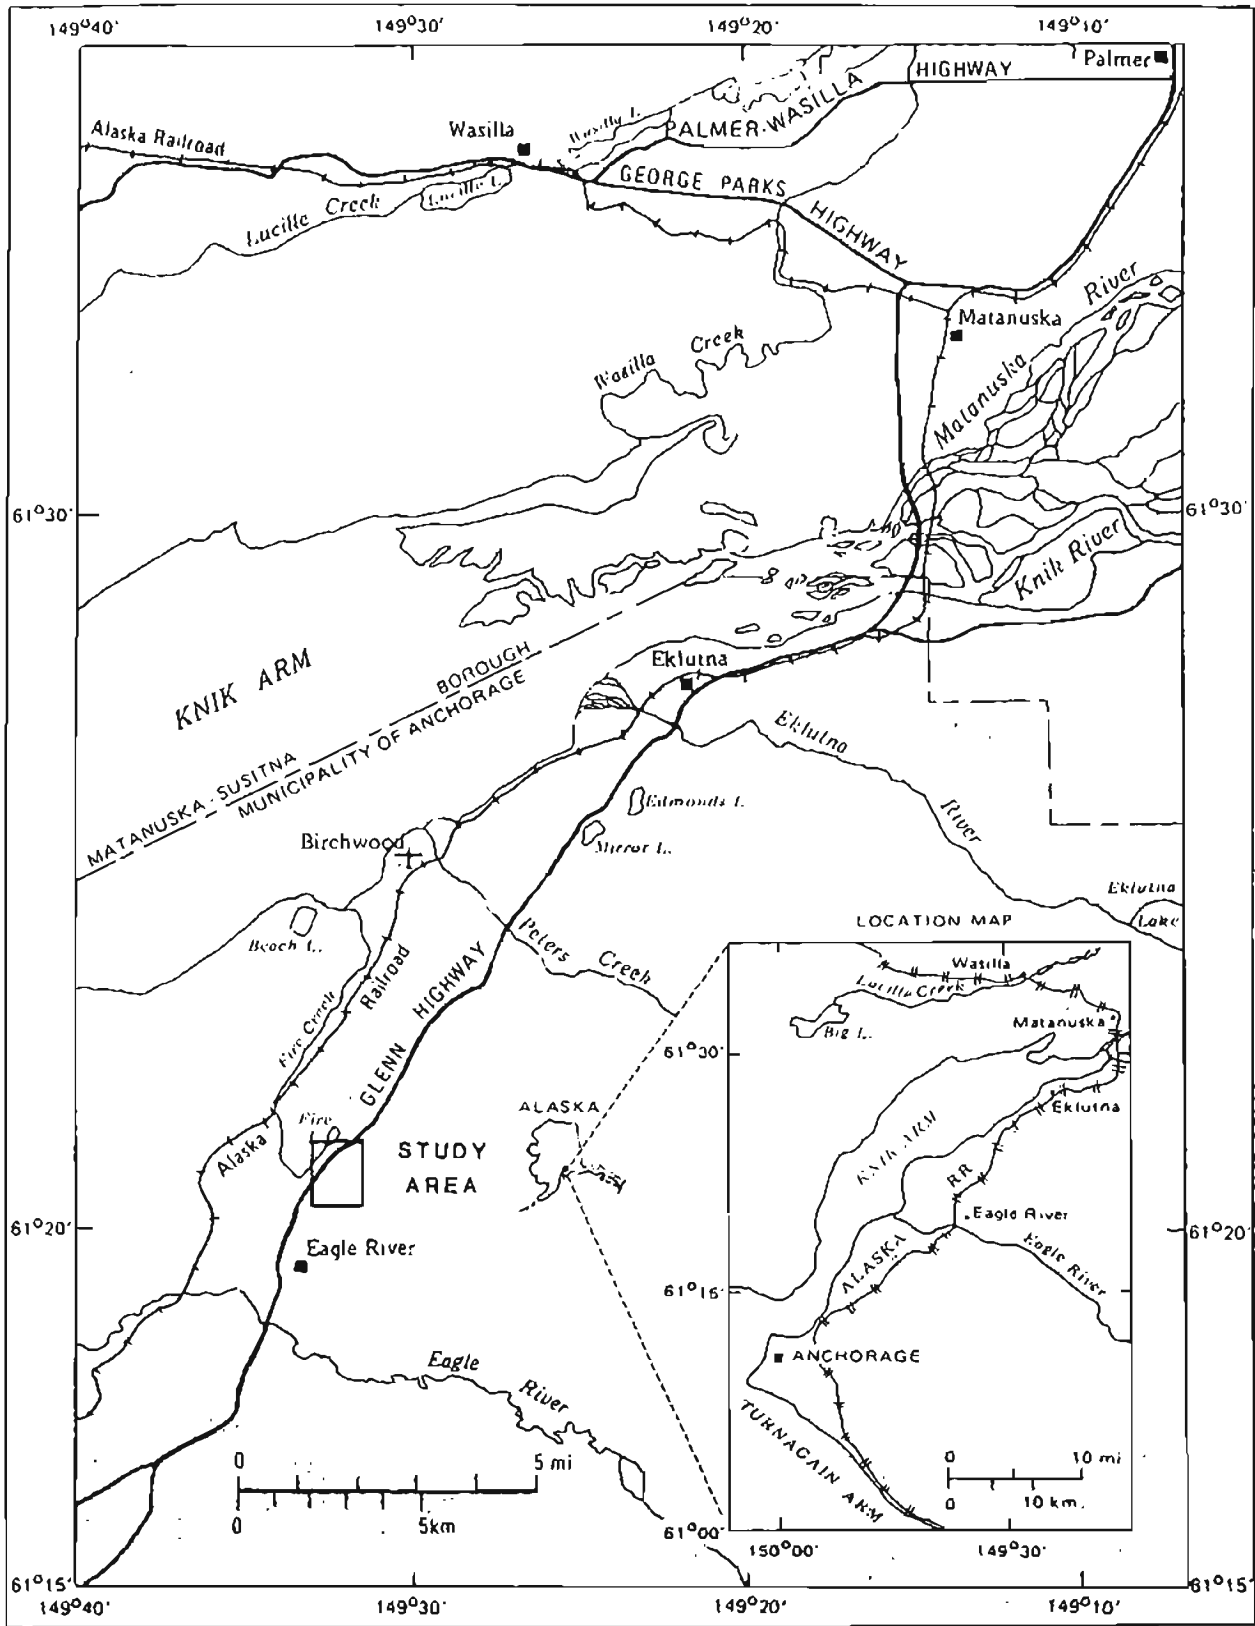 149°40' 149°30' 149°20' 149°10'
Palmer
HIGHWAY
PALMER-WASILLA
Wasilla L.
Wasilla
Alaska Railroad
Lucille L.
Lucille Creek
GEORGE PARKS
HIGHWAY
River
Matanuska
Matanuska
Wasilla Creek
61°30' 61°30'
Knik River
KNIK ARM
BOROUGH
MATANUSKA - SUSITNA
MUNICIPALITY OF ANCHORAGE
Eklutna
Eklutna
River
Edmonds L.
Mirror L.
Birchwood
Beach L.
Peters Creek
Eklutna
Lake
Fire Creek
Railroad
Alaska
GLENN HIGHWAY
Fire
STUDY
AREA
ALASKA
61°20' 61°20'
Eagle River
Eagle
River
0 5 mi
0 5km
LOCATION MAP
Wasilla
Lucille Creek
Big L.
Matanuska
61°30'
Eklutna
KNIK ARM
RR
Eagle River
ALASKA
Eagle River
61°15'
ANCHORAGE
TURNAGAIN ARM
0 10 mi
0 10 km
61°00'
150°00' 149°30'
61°15' 61°15'
149°40' 149°30' 149°20' 149°10'